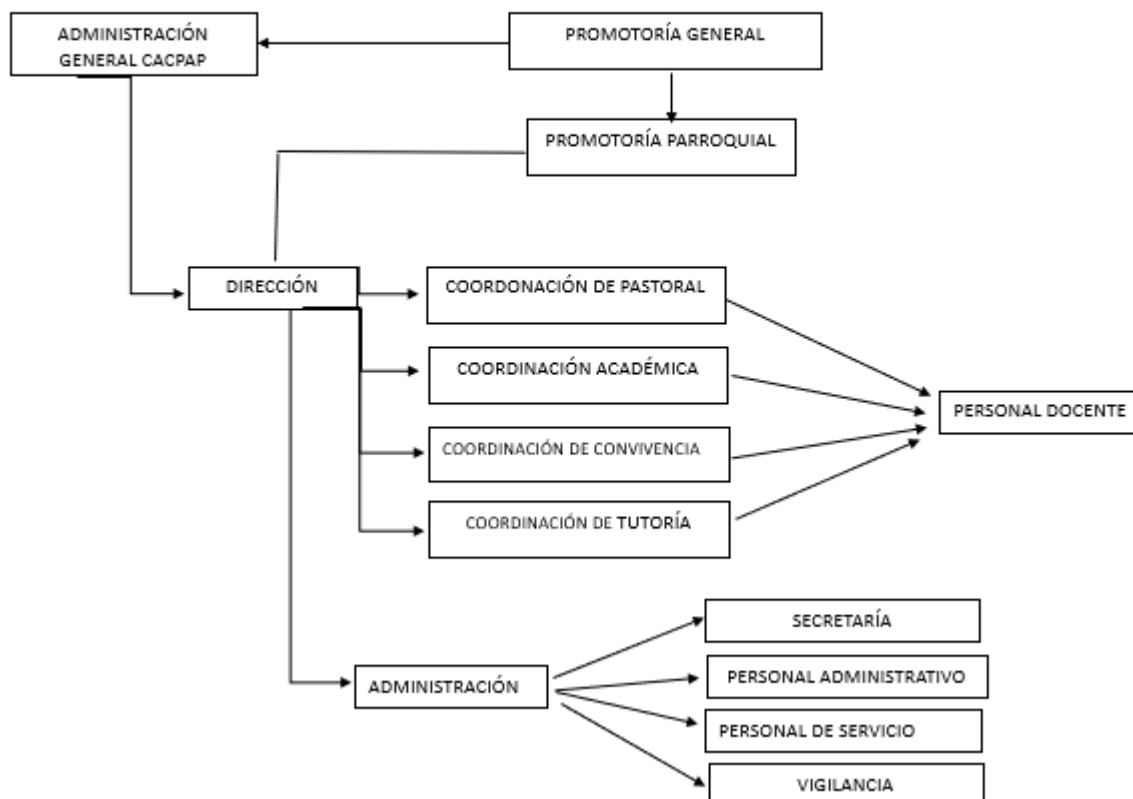 ADMINISTRACIÓN
GENERAL CACPAP
PROMOTORÍA GENERAL
PROMOTORÍA PARROQUIAL
DIRECCIÓN
COORDONACIÓN DE PASTORAL
COORDINACIÓN ACADÉMICA
PERSONAL DOCENTE
COORDINACIÓN DE CONVIVENCIA
COORDINACIÓN DE TUTORÍA
SECRETARÍA
ADMINISTRACIÓN
PERSONAL ADMINISTRATIVO
PERSONAL DE SERVICIO
VIGILANCIA